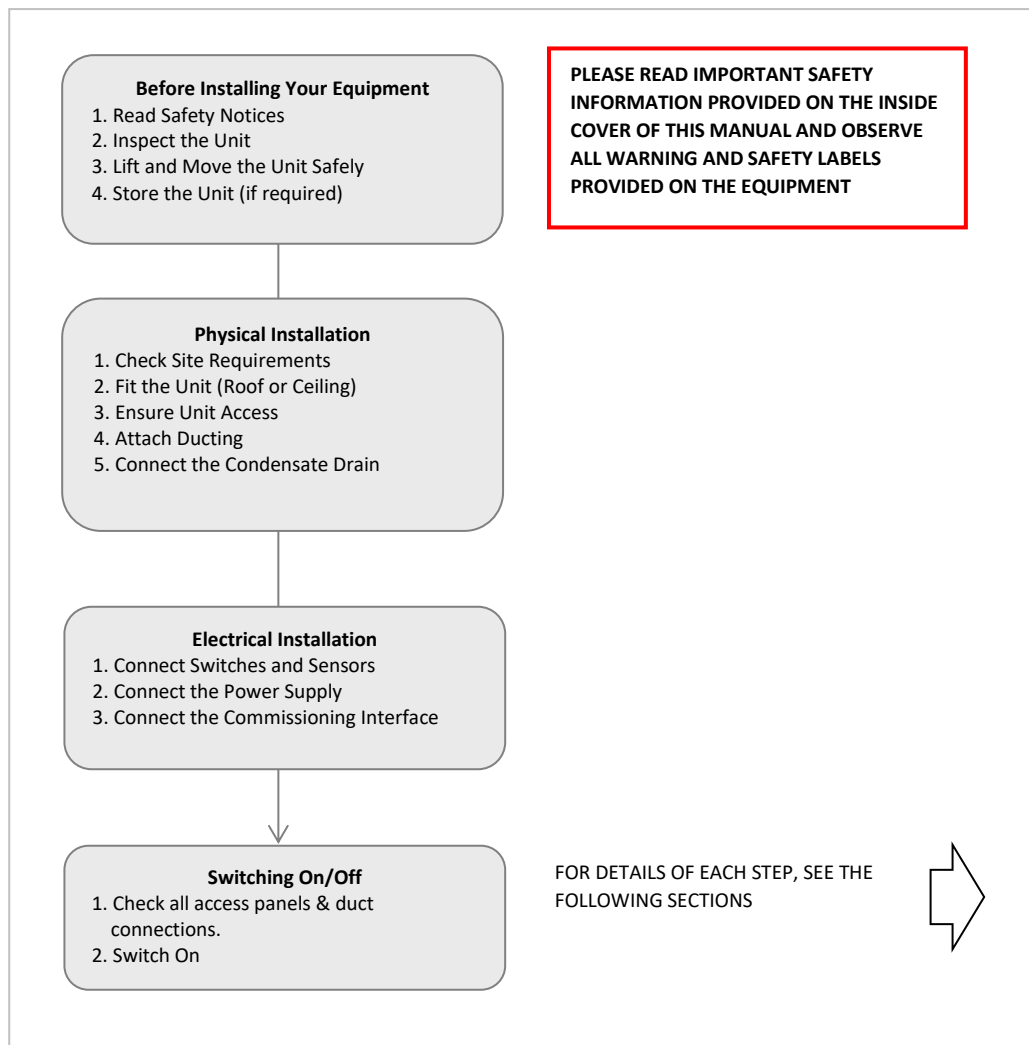 Before Installing Your Equipment
1. Read Safety Notices
2. Inspect the Unit
3. Lift and Move the Unit Safely
4. Store the Unit (if required)
PLEASE READ IMPORTANT SAFETY
INFORMATION PROVIDED ON THE INSIDE
COVER OF THIS MANUAL AND OBSERVE
ALL WARNING AND SAFETY LABELS
PROVIDED ON THE EQUIPMENT
Physical Installation
1. Check Site Requirements
2. Fit the Unit (Roof or Ceiling)
3. Ensure Unit Access
4. Attach Ducting
5. Connect the Condensate Drain
Electrical Installation
1. Connect Switches and Sensors
2. Connect the Power Supply
3. Connect the Commissioning Interface
Switching On/Off
1. Check all access panels & duct
connections.
2. Switch On
FOR DETAILS OF EACH STEP, SEE THE
FOLLOWING SECTIONS